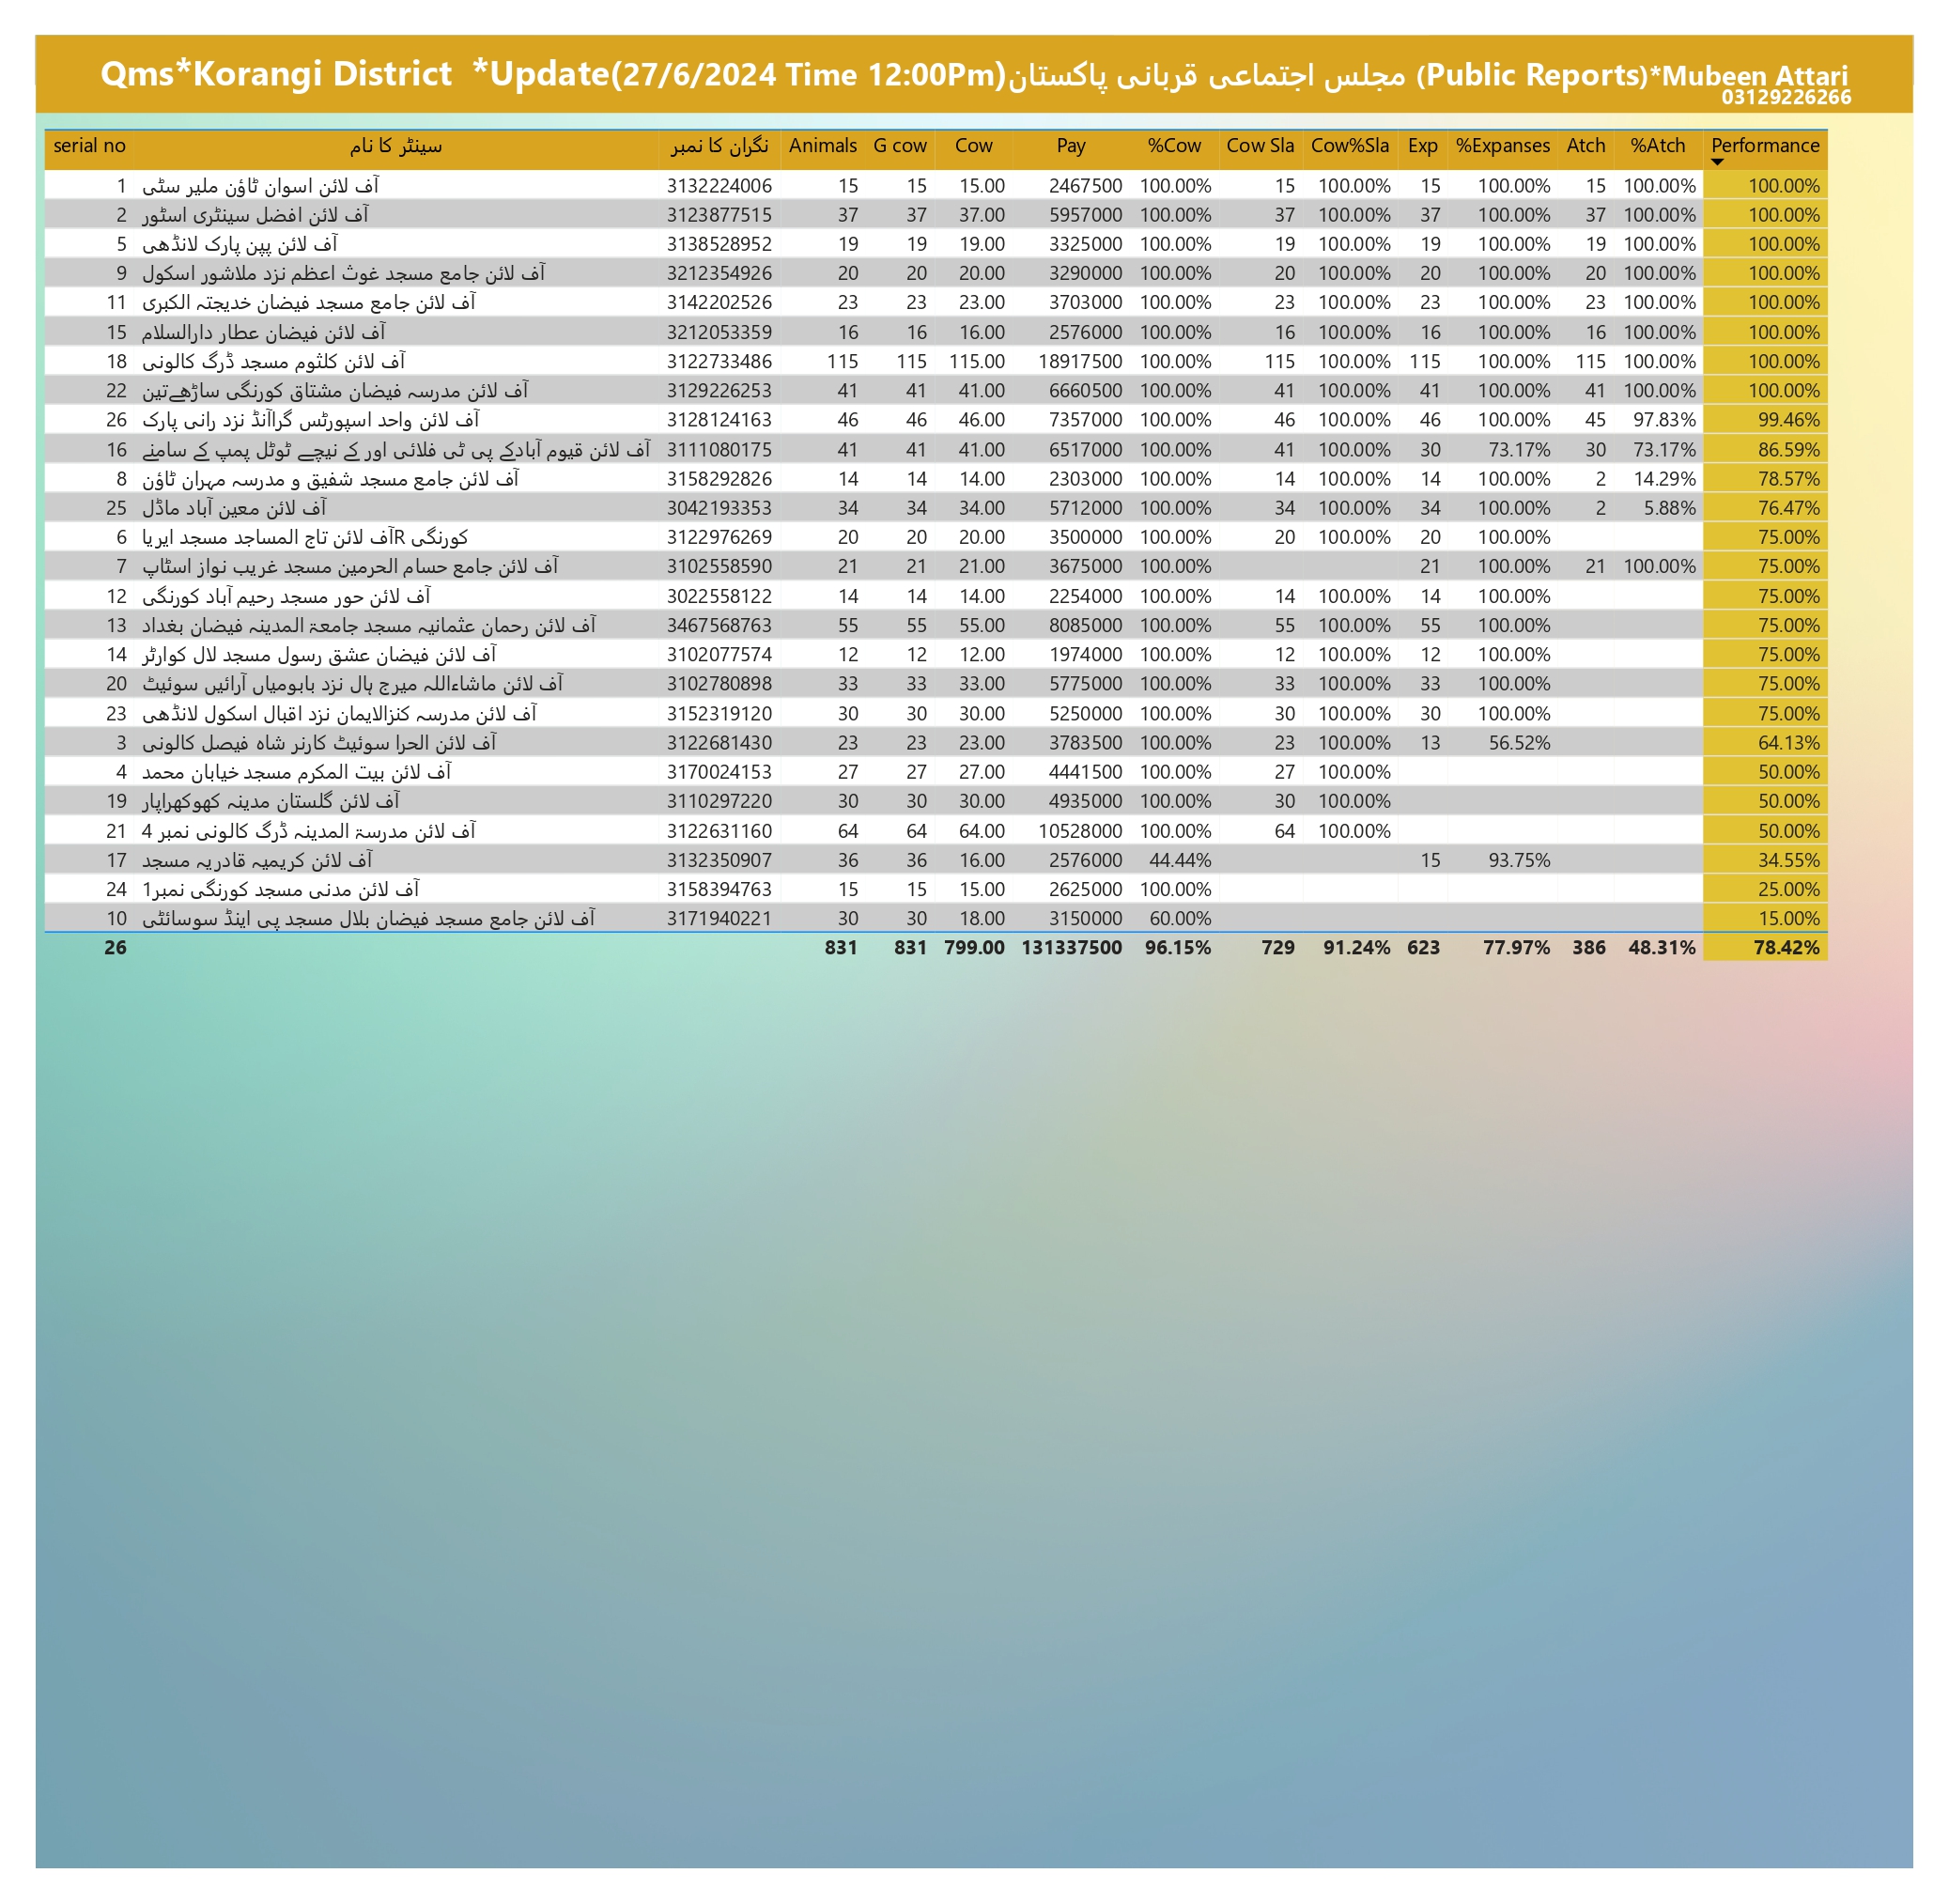 Qms*Korangi District *Update(27/6/2024 Time 12:00Pm)مجلس اجتماعی قربانی پاکستان (Public Reports)*Mubeen Attari
03129226266
serial no سینٹر کا نام نگران کا نمبر Animals G cow Cow Pay %Cow Cow Sla Cow%Sla Exp %Expanses Atch %Atch Performance
1 آف لائن اسوان ٹاؤن ملیر سٹی 3132224006 15 15 15.00 2467500 100.00% 15 100.00% 15 100.00% 15 100.00% 100.00%
2 آف لائن افضل سینٹری اسٹور 3123877515 37 37 37.00 5957000 100.00% 37 100.00% 37 100.00% 37 100.00% 100.00%
5 آف لائن پپن پارک لانڈھی 3138528952 19 19 19.00 3325000 100.00% 19 100.00% 19 100.00% 19 100.00% 100.00%
9 آف لائن جامع مسجد غوث اعظم نزد ملاشور اسکول 3212354926 20 20 20.00 3290000 100.00% 20 100.00% 20 100.00% 20 100.00% 100.00%
11 آف لائن جامع مسجد فیضان خدیجتہ الکبری 3142202526 23 23 23.00 3703000 100.00% 23 100.00% 23 100.00% 23 100.00% 100.00%
15 آف لائن فیضان عطار دارالسلام 3212053359 16 16 16.00 2576000 100.00% 16 100.00% 16 100.00% 16 100.00% 100.00%
18 آف لائن کلثوم مسجد ڈرگ کالونی 3122733486 115 115 115.00 18917500 100.00% 115 100.00% 115 100.00% 115 100.00% 100.00%
22 آف لائن مدرسہ فیضان مشتاق کورنگی ساڑھےتین 3129226253 41 41 41.00 6660500 100.00% 41 100.00% 41 100.00% 41 100.00% 100.00%
26 آف لائن واحد اسپورٹس گراآنڈ نزد رانی پارک 3128124163 46 46 46.00 7357000 100.00% 46 100.00% 46 100.00% 45 97.83% 99.46%
16 آف لائن قیوم آبادکے پی ٹی فلائی اور کے نیچے ٹوٹل پمپ کے سامنے 3111080175 41 41 41.00 6517000 100.00% 41 100.00% 30 73.17% 30 73.17% 86.59%
8 آف لائن جامع مسجد شفیق و مدرسہ مہران ٹاؤن 3158292826 14 14 14.00 2303000 100.00% 14 100.00% 14 100.00% 2 14.29% 78.57%
25 آف لائن معین آباد ماڈل 3042193353 34 34 34.00 5712000 100.00% 34 100.00% 34 100.00% 2 5.88% 76.47%
6 آف لائن تاج المساجد مسجد ایریاR کورنگی 3122976269 20 20 20.00 3500000 100.00% 20 100.00% 20 100.00% 75.00%
7 آف لائن جامع حسام الحرمین مسجد غریب نواز اسٹاپ 3102558590 21 21 21.00 3675000 100.00% 21 100.00% 21 100.00% 75.00%
12 آف لائن حور مسجد رحیم آباد کورنگی 3022558122 14 14 14.00 2254000 100.00% 14 100.00% 14 100.00% 75.00%
13 آف لائن رحمان عثمانیہ مسجد جامعۃ المدینہ فیضان بغداد 3467568763 55 55 55.00 8085000 100.00% 55 100.00% 55 100.00% 75.00%
14 آف لائن فیضان عشق رسول مسجد لال کوارٹر 3102077574 12 12 12.00 1974000 100.00% 12 100.00% 12 100.00% 75.00%
20 آف لائن ماشاءاللہ میرج ہال نزد بابومیاں آرائیں سوئیٹ 3102780898 33 33 33.00 5775000 100.00% 33 100.00% 33 100.00% 75.00%
23 آف لائن مدرسہ کنزالایمان نزد اقبال اسکول لانڈھی 3152319120 30 30 30.00 5250000 100.00% 30 100.00% 30 100.00% 75.00%
3 آف لائن الحرا سوئیٹ کارنر شاہ فیصل کالونی 3122681430 23 23 23.00 3783500 100.00% 23 100.00% 13 56.52% 64.13%
4 آف لائن بیت المکرم مسجد خیابان محمد 3170024153 27 27 27.00 4441500 100.00% 27 100.00% 50.00%
19 آف لائن گلستان مدینہ کھوکھراپار 3110297220 30 30 30.00 4935000 100.00% 30 100.00% 50.00%
21 آف لائن مدرسۃ المدینہ ڈرگ کالونی نمبر 4 3122631160 64 64 64.00 10528000 100.00% 64 100.00% 50.00%
17 آف لائن کریمیہ قادریہ مسجد 3132350907 36 36 16.00 2576000 44.44% 15 93.75% 34.55%
24 آف لائن مدنی مسجد کورنگی نمبر1 3158394763 15 15 15.00 2625000 100.00% 25.00%
10 آف لائن جامع مسجد فیضان بلال مسجد پی اینڈ سوسائٹی 3171940221 30 30 18.00 3150000 60.00% 15.00%
26 831 831 799.00 131337500 96.15% 729 91.24% 623 77.97% 386 48.31% 78.42%